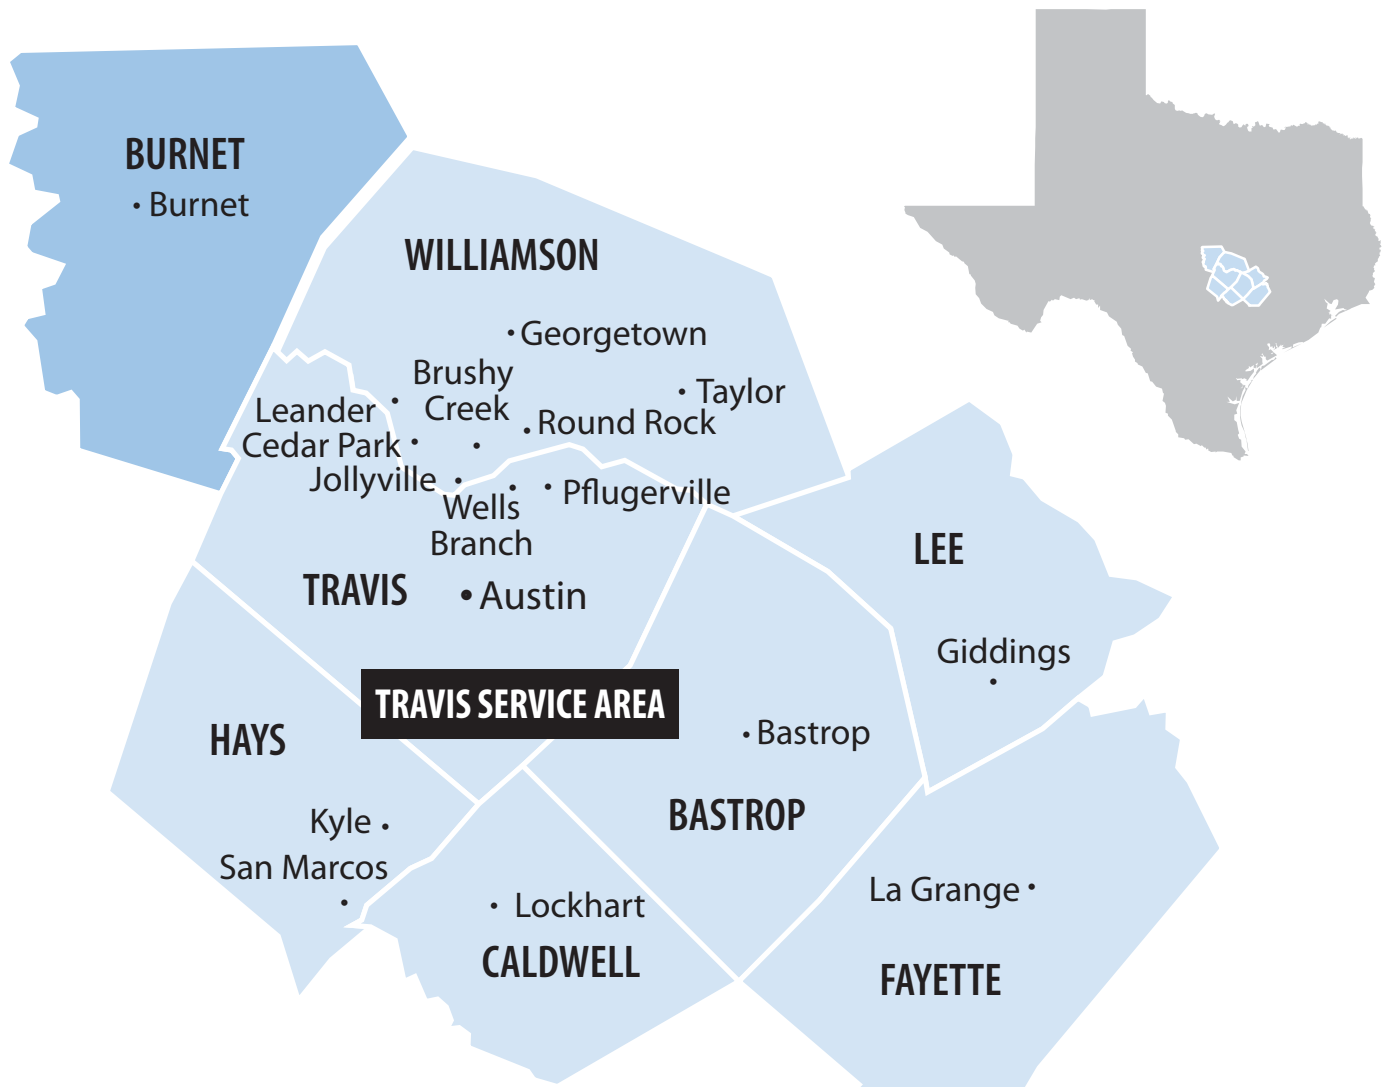 BURNET
Burnet
WILLIAMSON
Georgetown
Brushy
Creek
Taylor
Leander
Round Rock
Cedar Park
Jollyville
Pflugerville
Wells
Branch
LEE
TRAVIS
Austin
Giddings
TRAVIS SERVICE AREA
HAYS
Bastrop
BASTROP
Kyle
San Marcos
La Grange
Lockhart
CALDWELL
FAYETTE